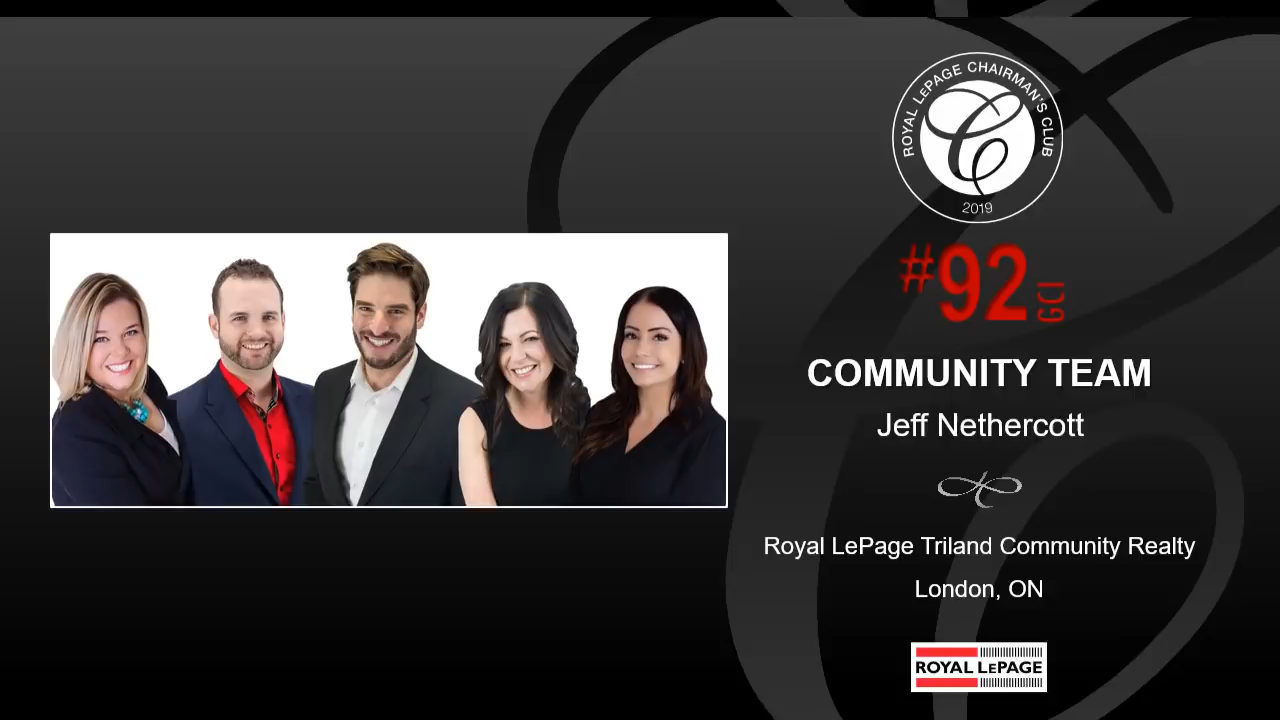 ROYAL LEPAGE CHAIRMAN'S CLUB
2019
#92 GCI
COMMUNITY TEAM
Jeff Nethercott
Royal LePage Triland Community Realty
London, ON
ROYAL LEPAGE